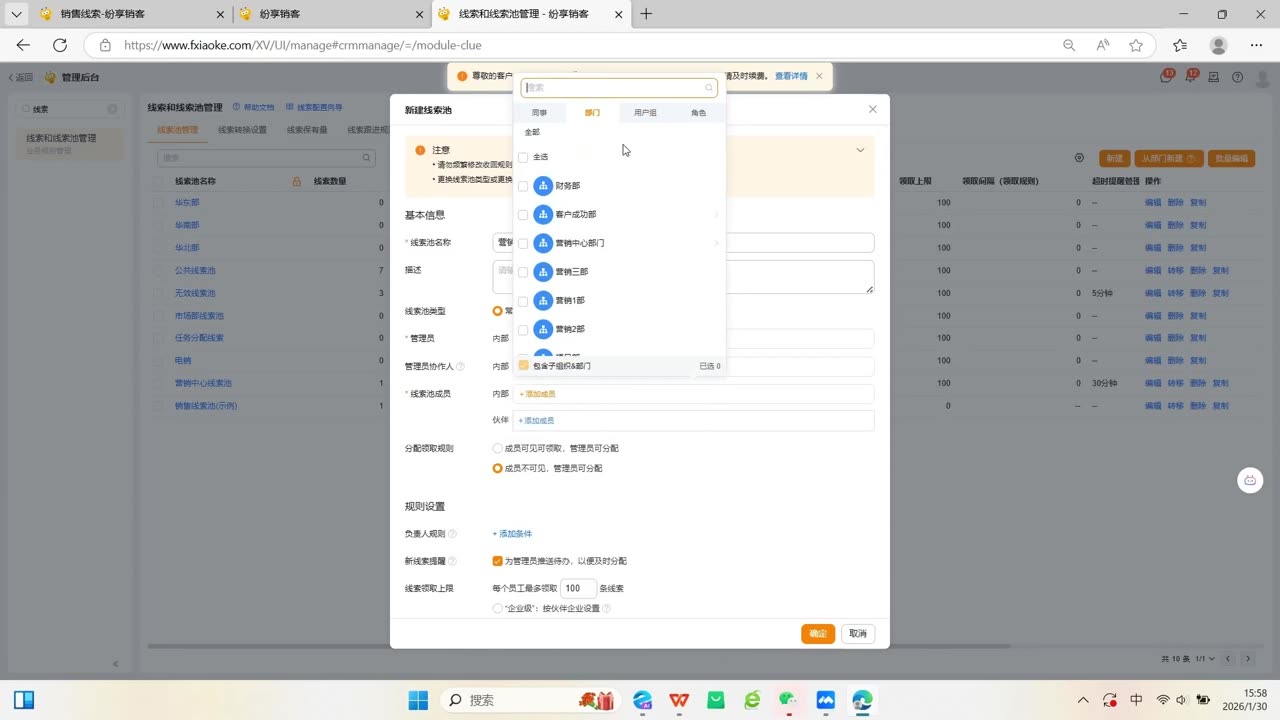 销售线索-纷享销客
纷享销客
线索和线索池管理 - 纷享销客
https://www.fxiaoke.com/XV/UI/manage#crmmanage/=/module-clue
返回
管理后台
尊敬的客户
请及时续费。
查看详情
13
12
线索
线索和线索池管理
线索和线索池管理
帮助文档
线索配置向导
线索池管理
线索转换设置
线索保有量
线索跟进规
搜索
新建
从部门新建
批量编辑
线索池名称
线索数量
领取上限
领取间隔（领取规则）
超时提醒管理
操作
华东部
0
100
0
--
编辑 删除 复制
华南部
0
100
0
--
编辑 删除 复制
华北部
0
100
0
--
编辑 删除 复制
公共线索池
7
100
0
--
编辑 转移 删除 复制
无效线索池
3
100
0
5分钟
编辑 转移 删除 复制
市场部线索池
0
100
0
--
编辑 转移 删除 复制
任务分配线索
0
100
0
--
编辑 转移 删除 复制
电销
0
100
0
--
编辑 转移 删除 复制
营销中心线索池
1
100
0
30分钟
编辑 转移 删除 复制
销售线索池(示例)
1
0
--
--
编辑 转移 删除 复制
共 10 条 1/1
新建线索池
注意
• 请勿频繁修改收回规则
• 更换线索池类型或更换
基本信息
* 线索池名称
营销
描述
线索池类型
常
* 管理员
内部
管理员协作人
内部
* 线索池成员
内部
+ 添加成员
伙伴
+ 添加成员
分配领取规则
成员可见可领取，管理员可分配
成员不可见，管理员可分配
规则设置
负责人规则
+ 添加条件
新线索提醒
为管理员推送待办，以便及时分配
线索领取上限
每个员工最多领取 100 条线索
“企业级”：按伙伴企业设置
确定
取消
搜索
同事
部门
用户组
角色
全部
全选
财务部
客户成功部
营销中心部门
营销三部
营销1部
营销2部
包含子组织&部门
已选 0
搜索
中
15:58
2026/1/30